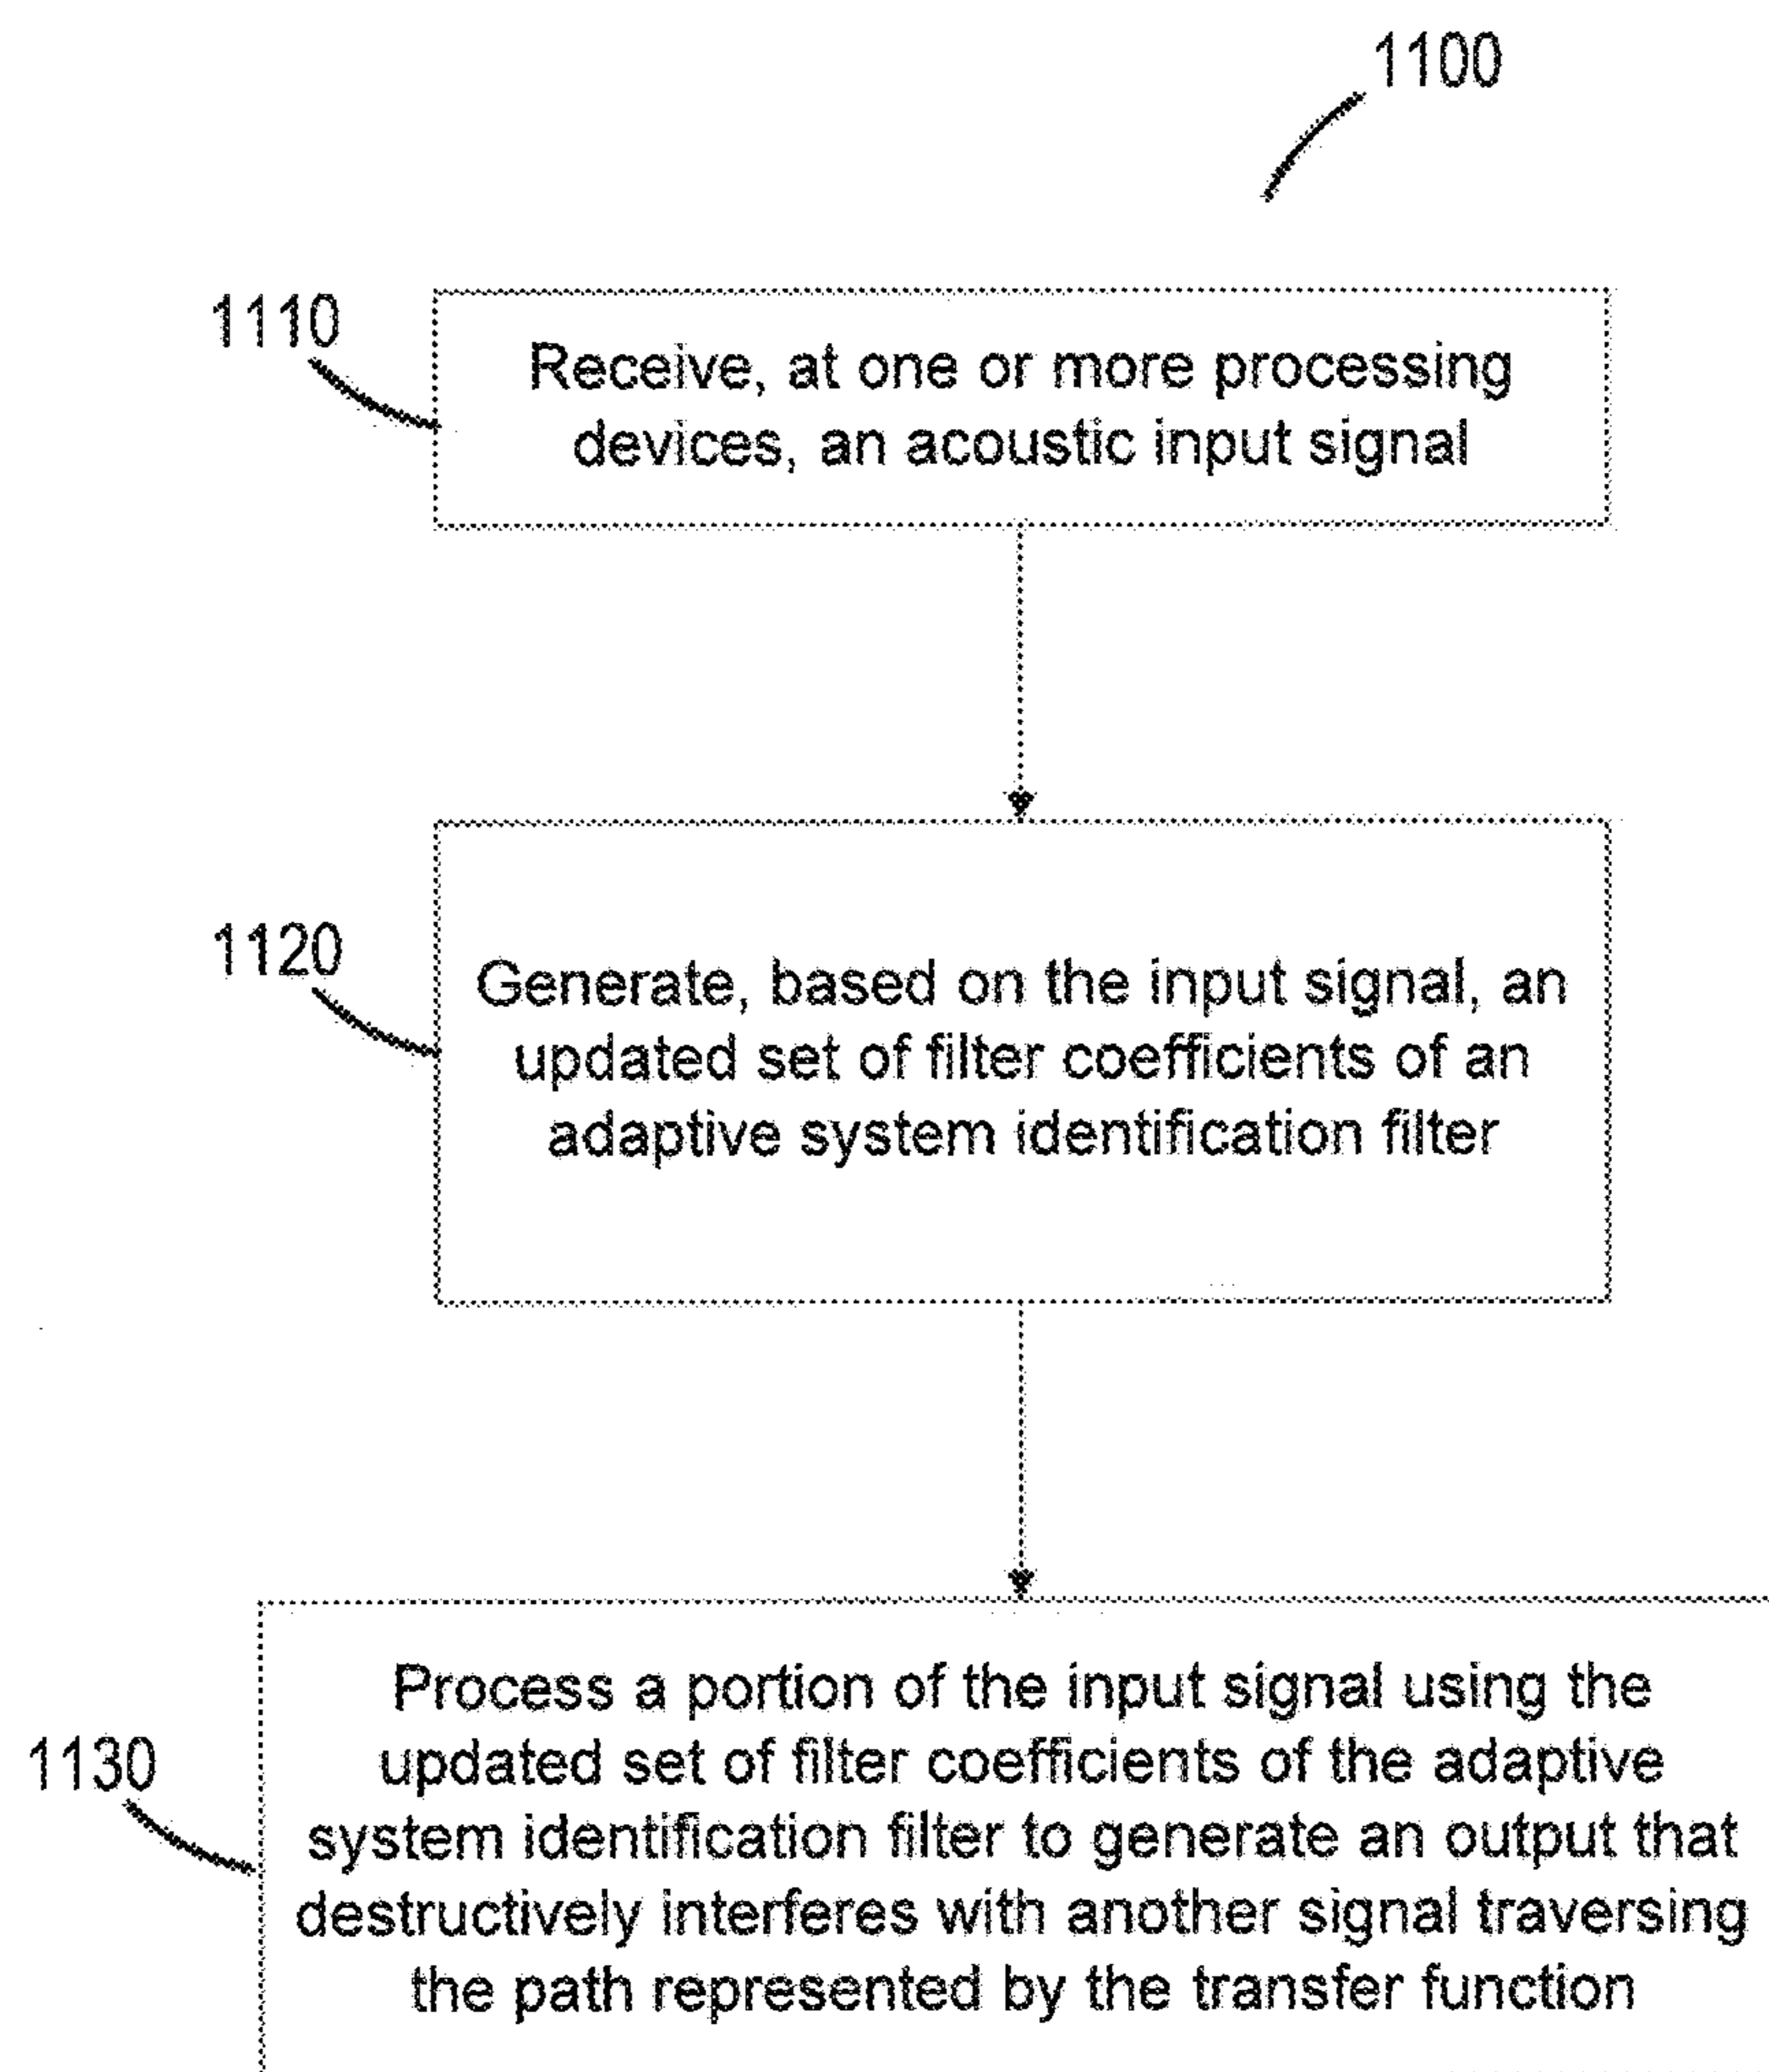 1100
1110
Receive, at one or more processing
devices, an acoustic input signal
1120
Generate, based on the input signal, an
updated set of filter coefficients of an
adaptive system identification filter
1130
Process a portion of the input signal using the
updated set of filter coefficients of the adaptive
system identification filter to generate an output that
destructively interferes with another signal traversing
the path represented by the transfer function